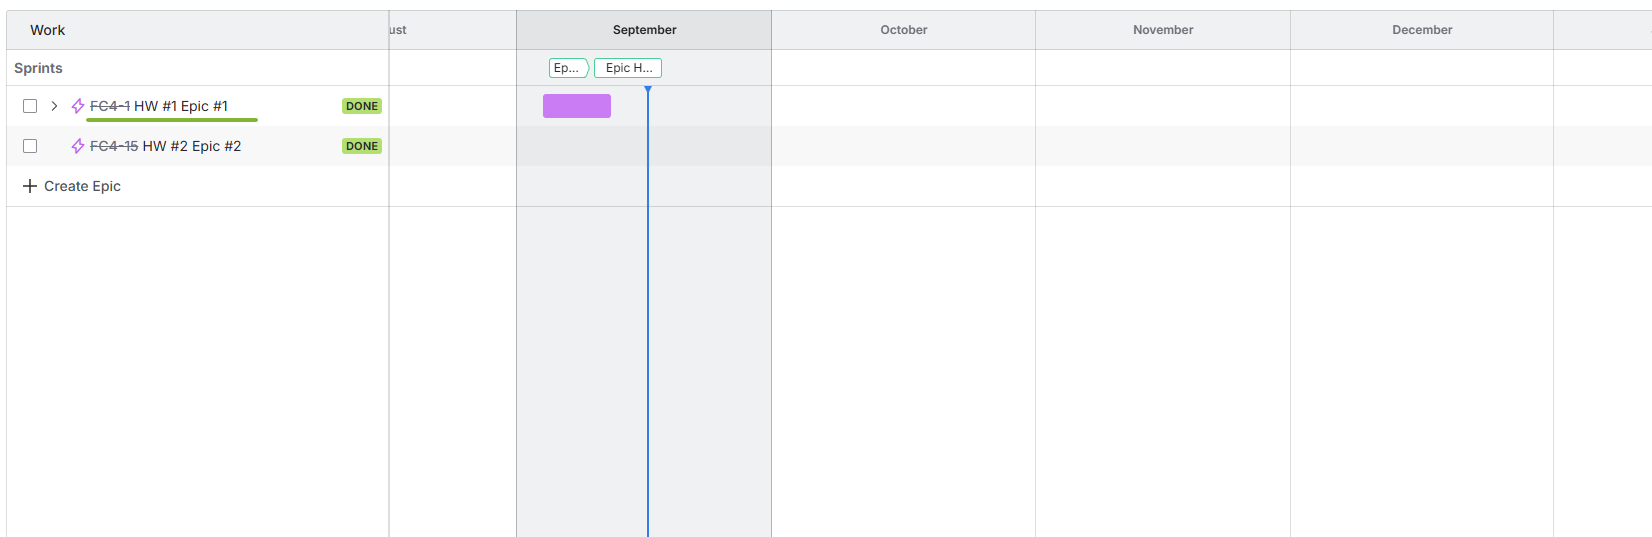 Work ust September October November December
Sprints Ep... Epic H...
FC4-1 HW #1 Epic #1 DONE
FC4-15 HW #2 Epic #2 DONE
Create Epic